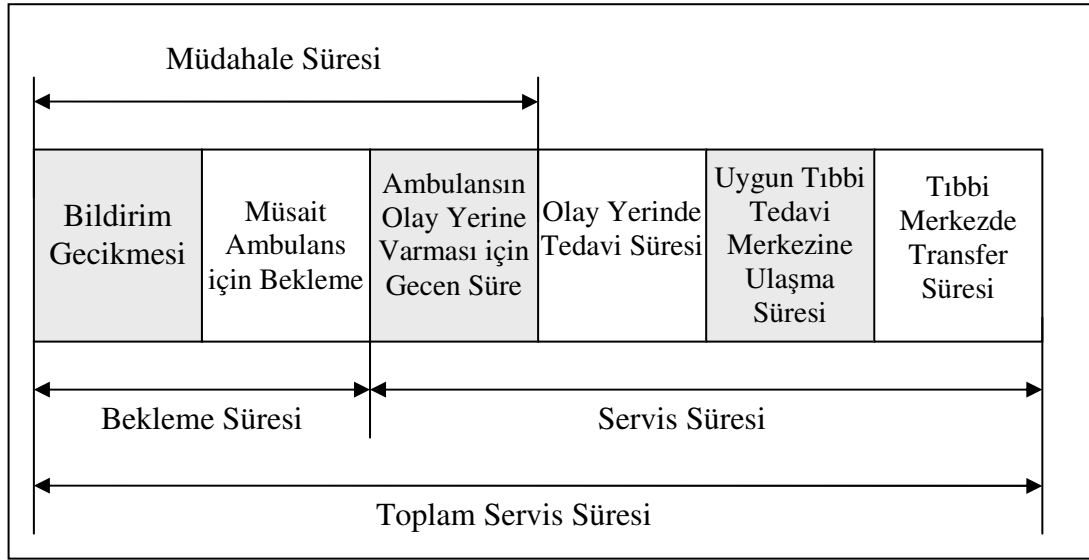 Müdahale Süresi
Bildirim
Gecikmesi
Müsait
Ambulans
için Bekleme
Ambulansın
Olay Yerine
Varması için
Gecen Süre
Olay Yerinde
Tedavi Süresi
Uygun Tıbbi
Tedavi
Merkezine
Ulaşma
Süresi
Tıbbi
Merkezde
Transfer
Süresi
Bekleme Süresi
Servis Süresi
Toplam Servis Süresi